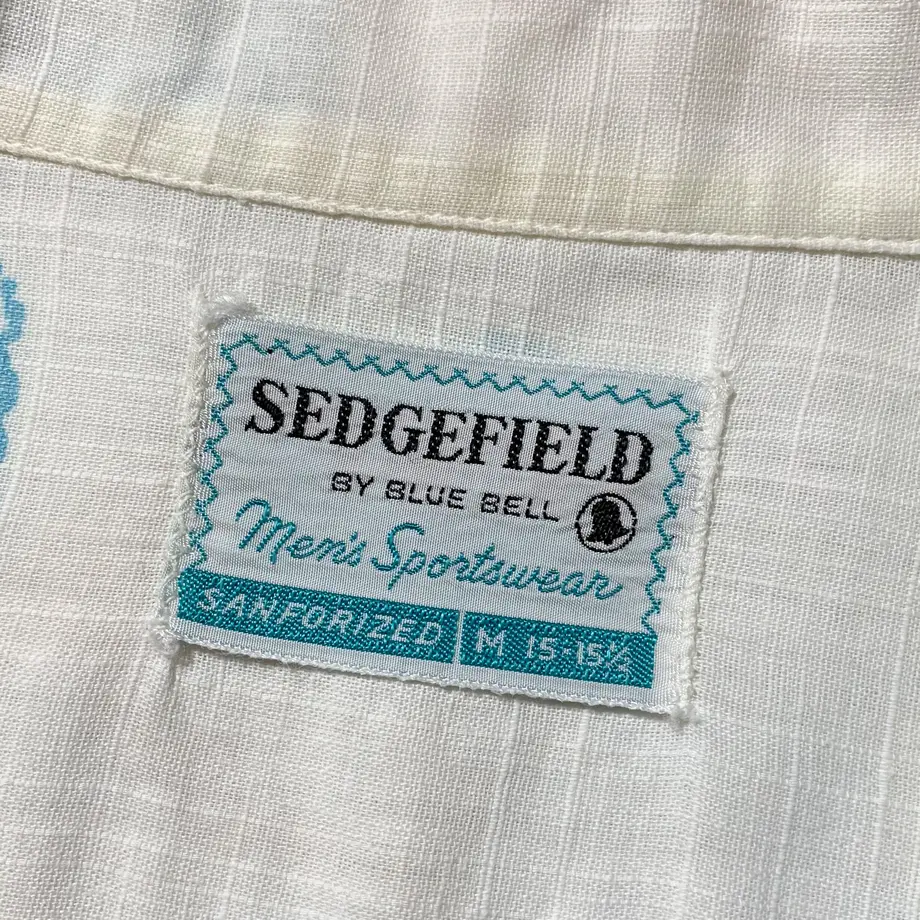 SEDGEFIELD
BY BLUE BELL
Men's Sportswear
SANFORIZED M 15-15½